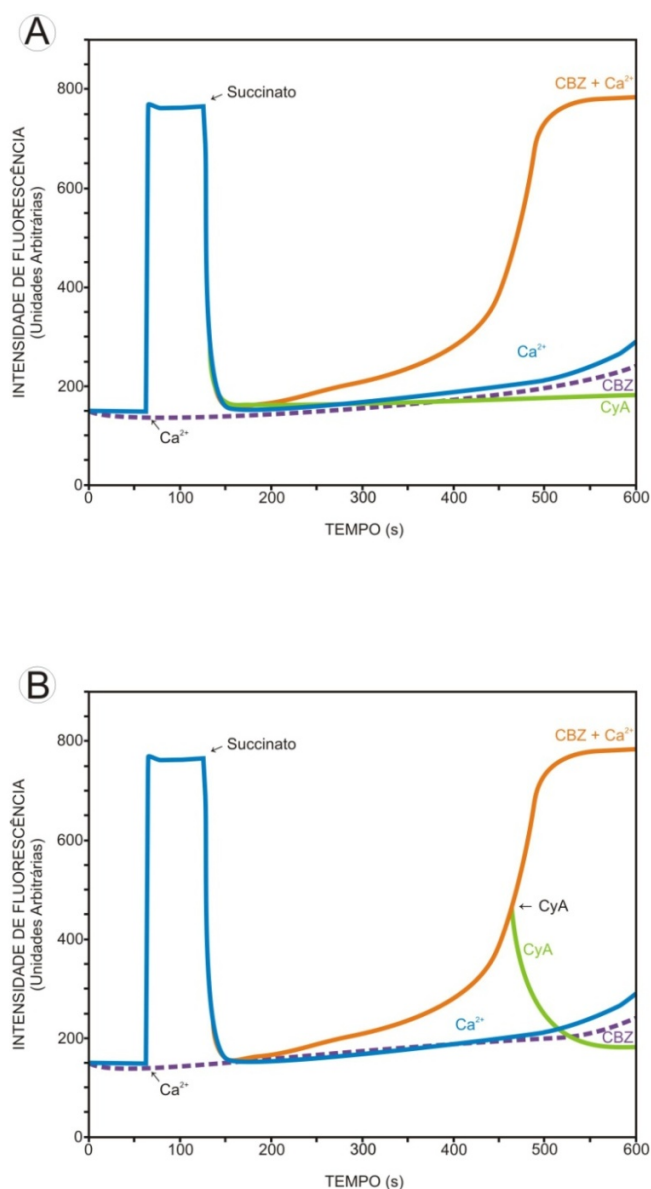 A
INTENSIDADE DE FLUORESCÊNCIA
(Unidades Arbitrárias)
800
600
400
200
0
Succinato
CBZ + Ca²⁺
Ca²⁺
CBZ
CyA
Ca²⁺
0 100 200 300 400 500 600
TEMPO (s)
B
INTENSIDADE DE FLUORESCÊNCIA
(Unidades Arbitrárias)
800
600
400
200
0
Succinato
CBZ + Ca²⁺
CyA
CyA
Ca²⁺
CBZ
Ca²⁺
0 100 200 300 400 500 600
TEMPO (s)